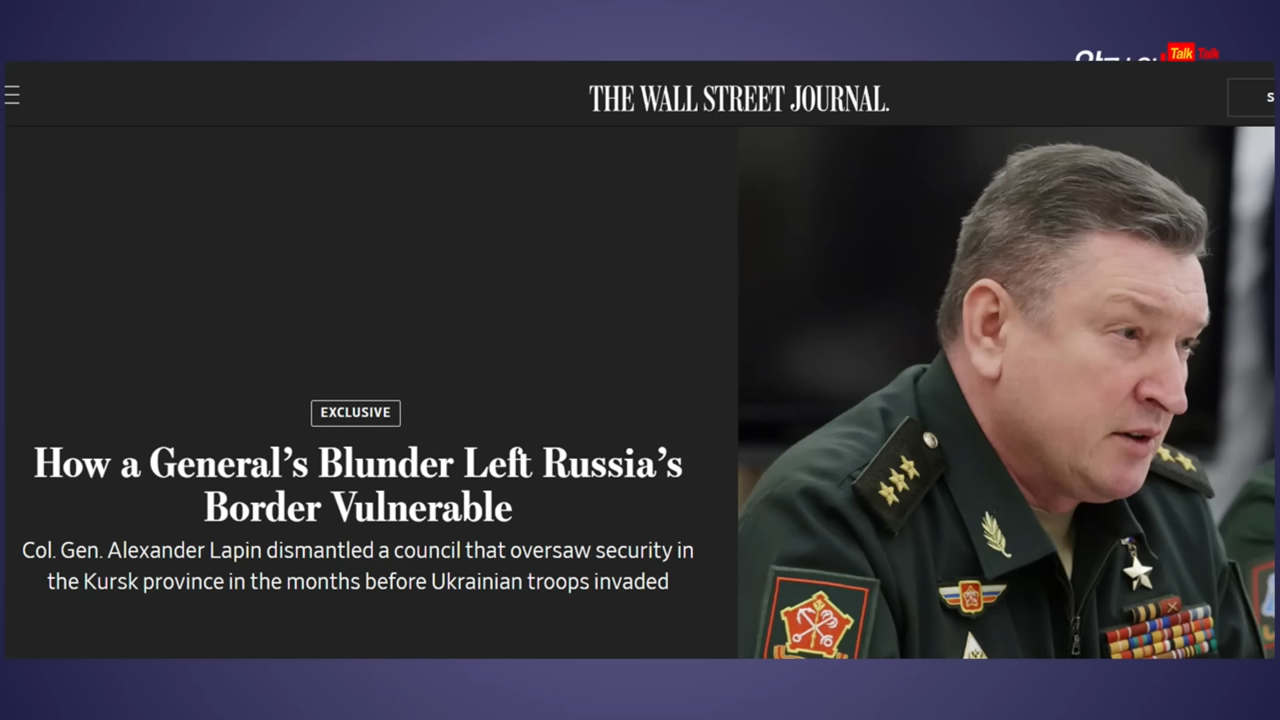 Talk
Talk
THE WALL STREET JOURNAL.
S
EXCLUSIVE
How a General's Blunder Left Russia's
Border Vulnerable
Col. Gen. Alexander Lapin dismantled a council that oversaw security in
the Kursk province in the months before Ukrainian troops invaded